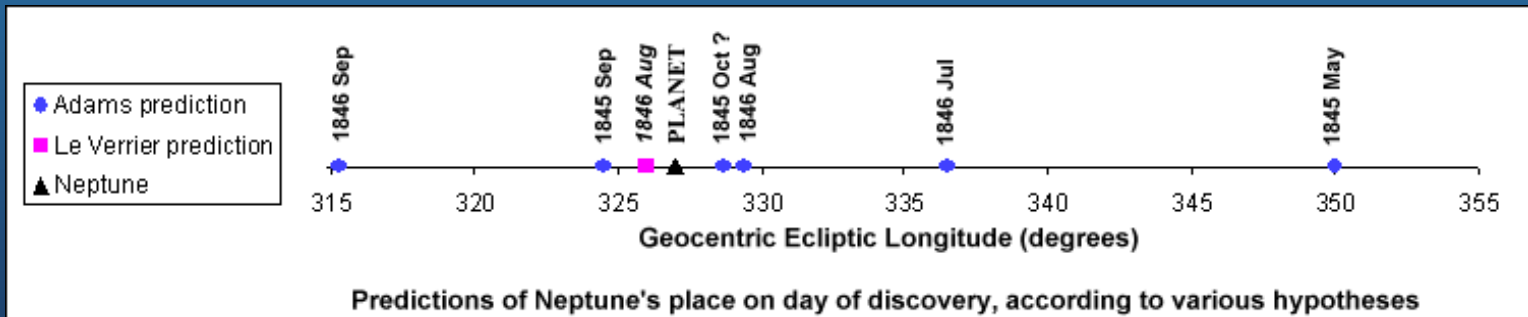 1846 Sep
1845 Sep
1846 Aug
PLANET
1845 Oct ?
1846 Aug
1846 Jul
1845 May
Adams prediction
Le Verrier prediction
Neptune
315 320 325 330 335 340 345 350 355
Geocentric Ecliptic Longitude (degrees)
Predictions of Neptune's place on day of discovery, according to various hypotheses